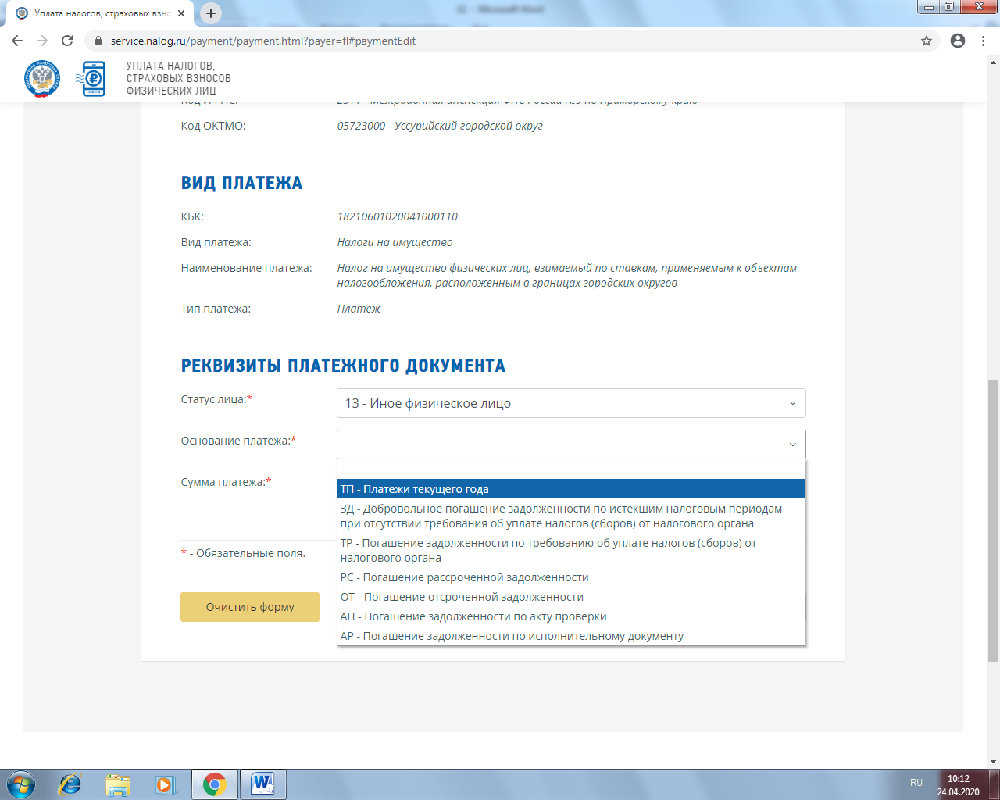 Уплата налогов, страховых взно
service.nalog.ru/payment/payment.html?payer=fl#paymentEdit
УПЛАТА НАЛОГОВ,
СТРАХОВЫХ ВЗНОСОВ
ФИЗИЧЕСКИХ ЛИЦ
Код ОКТМО: 05723000 - Уссурийский городской округ
ВИД ПЛАТЕЖА
КБК: 18210601020041000110
Вид платежа: Налоги на имущество
Наименование платежа: Налог на имущество физических лиц, взимаемый по ставкам, применяемым к объектам
налогообложения, расположенным в границах городских округов
Тип платежа: Платеж
РЕКВИЗИТЫ ПЛАТЕЖНОГО ДОКУМЕНТА
Статус лица:* 13 - Иное физическое лицо
Основание платежа:*
Сумма платежа:*
ТП - Платежи текущего года
ЗД - Добровольное погашение задолженности по истекшим налоговым периодам
при отсутствии требования об уплате налогов (сборов) от налогового органа
ТР - Погашение задолженности по требованию об уплате налогов (сборов) от
налогового органа
РС - Погашение рассроченной задолженности
ОТ - Погашение отсроченной задолженности
АП - Погашение задолженности по акту проверки
АР - Погашение задолженности по исполнительному документу
* - Обязательные поля.
Очистить форму
RU
10:12
24.04.2020